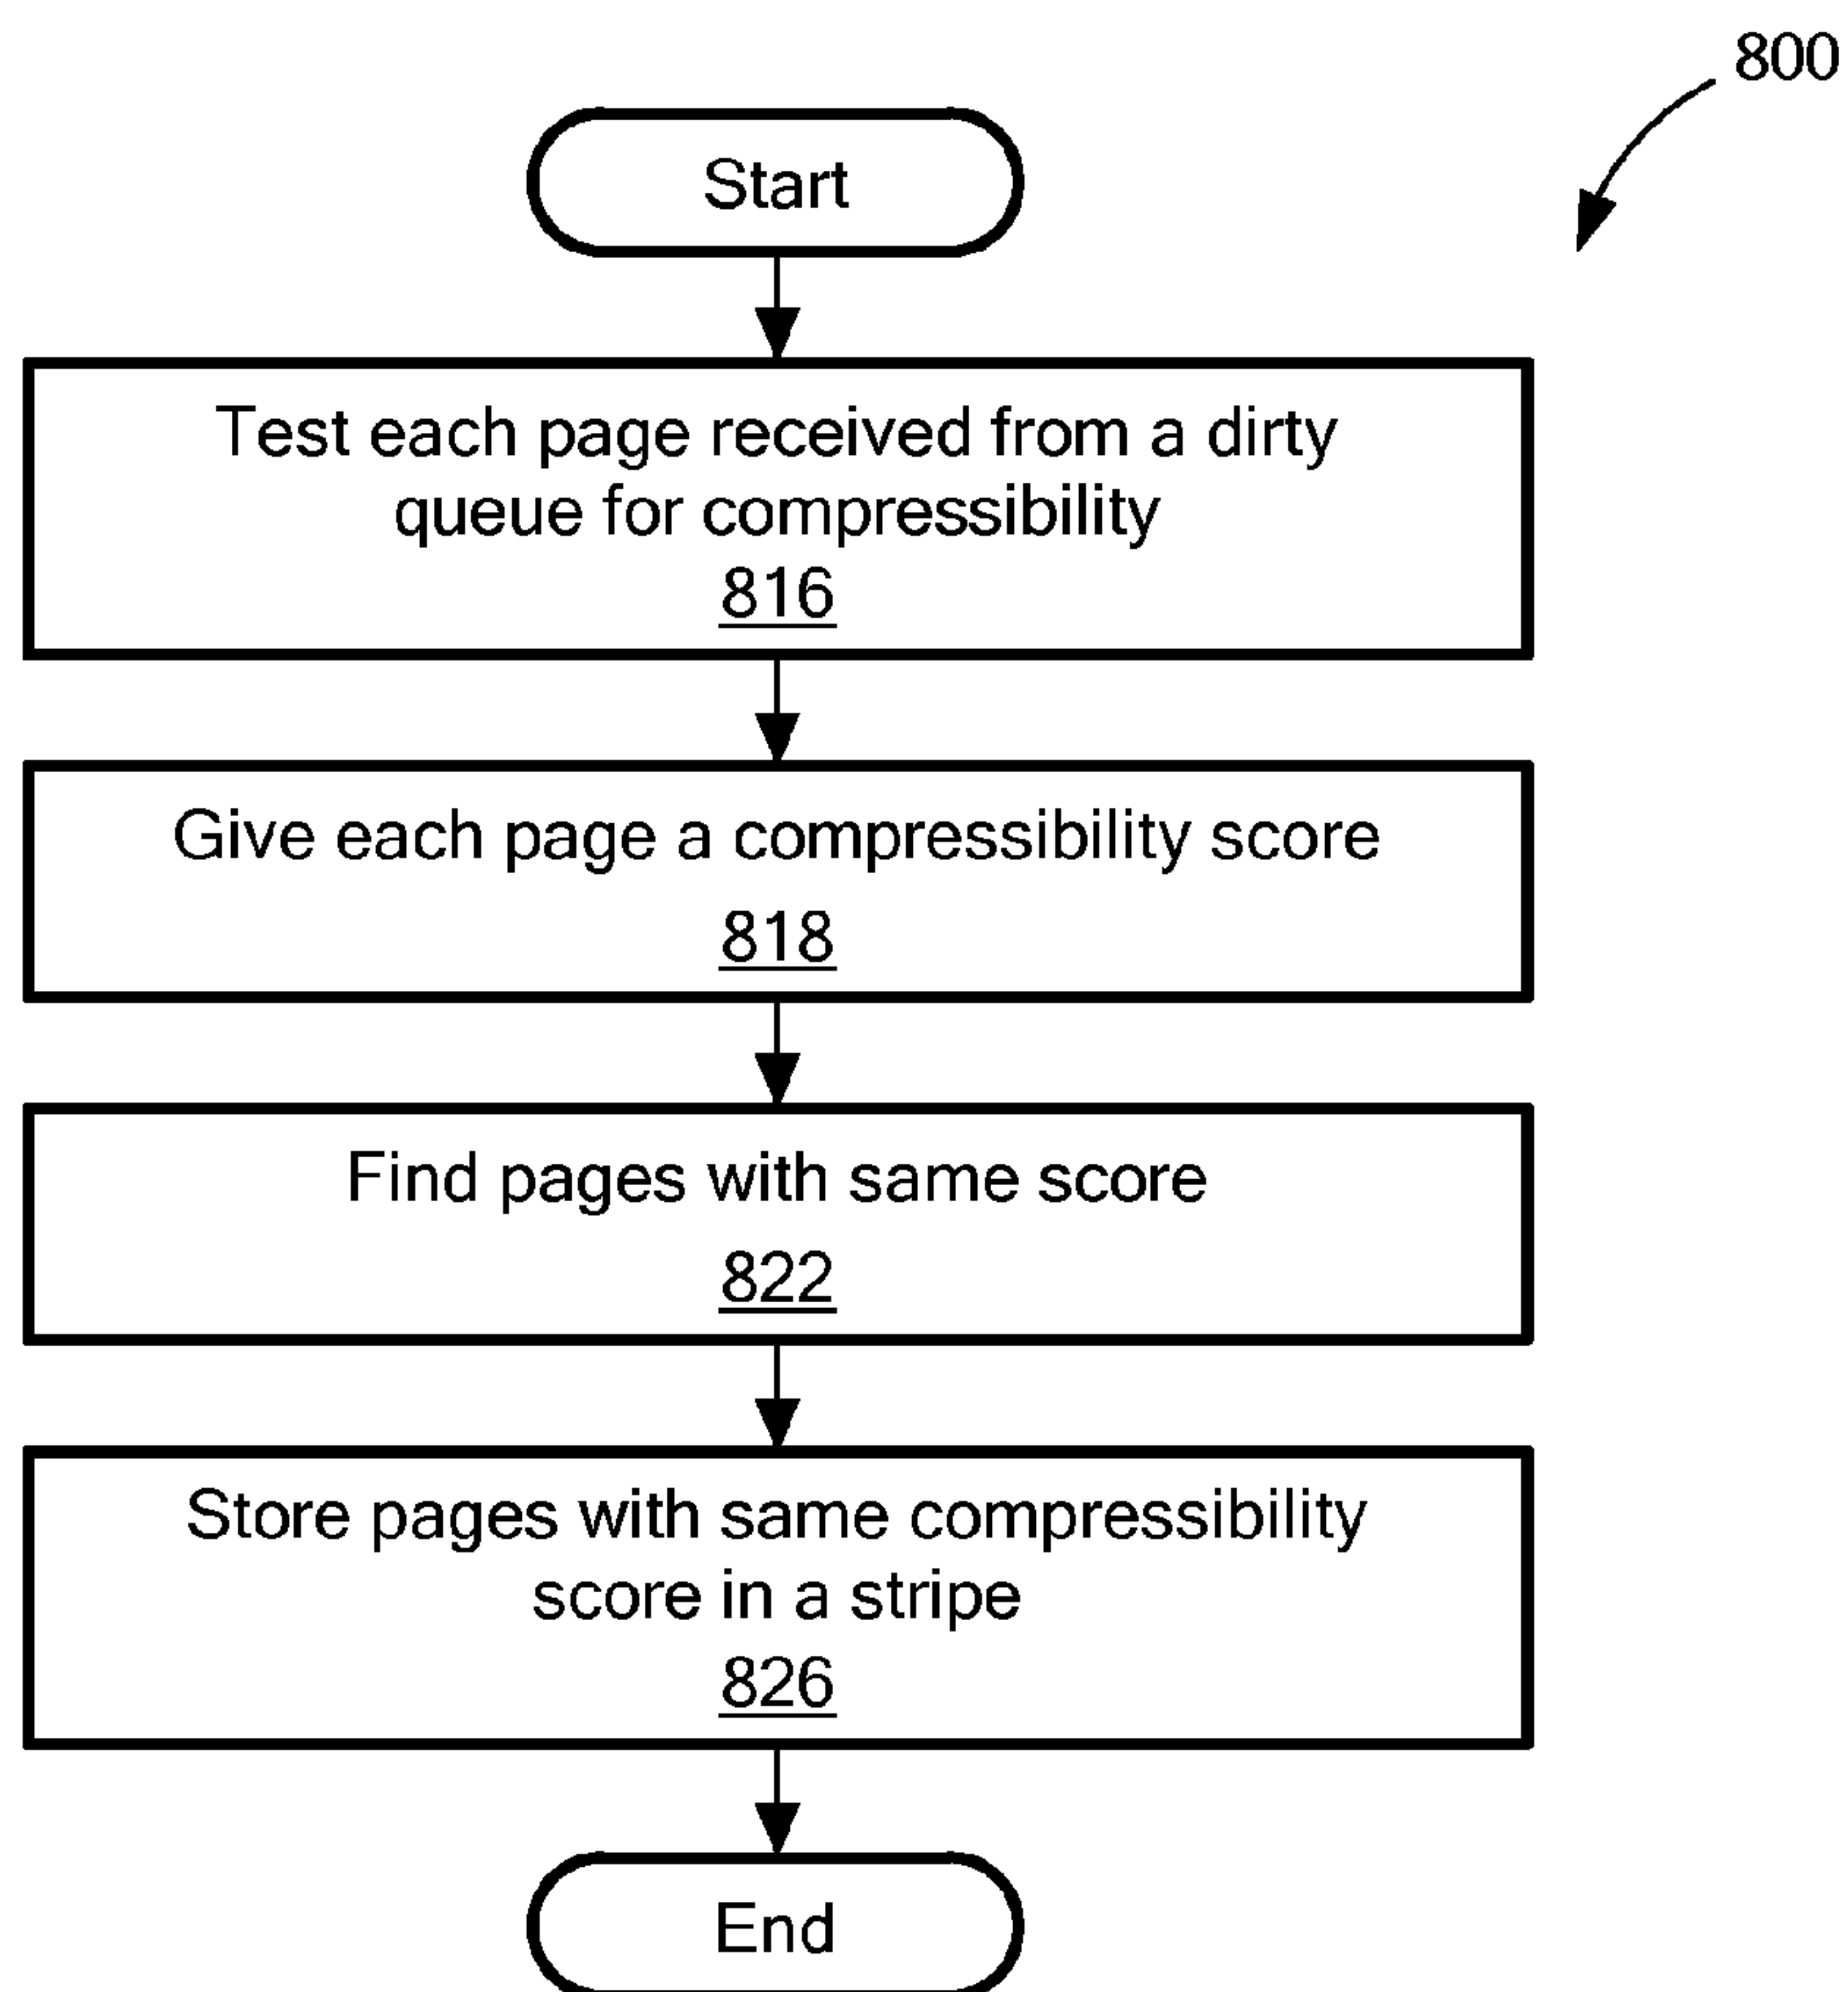 800
Start
Test each page received from a dirty
queue for compressibility
816
Give each page a compressibility score
818
Find pages with same score
822
Store pages with same compressibility
score in a stripe
826
End